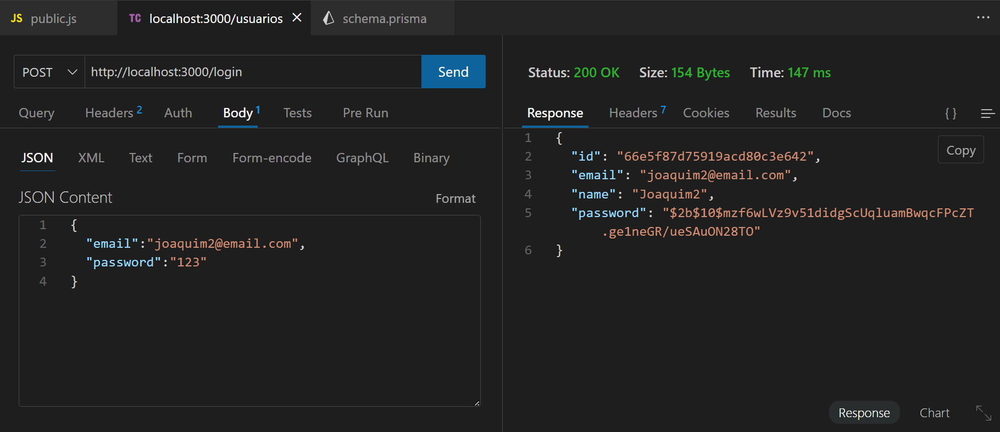 JS public.js TC localhost:3000/usuarios schema.prisma
POST http://localhost:3000/login Send
Query Headers 2 Auth Body 1 Tests Pre Run
JSON XML Text Form Form-encode GraphQL Binary
JSON Content Format
1 {
2 "email":"joaquim2@email.com",
3 "password":"123"
4 }
Status: 200 OK Size: 154 Bytes Time: 147 ms
Response Headers 7 Cookies Results Docs { }
Copy
1 {
2 "id": "66e5f87d75919acd80c3e642",
3 "email": "joaquim2@email.com",
4 "name": "Joaquim2",
5 "password": "$2b$10$mzf6wLVz9v51didgScUqluamBwqcFPcZT
.ge1neGR/ueSAuON28TO"
6 }
Response Chart